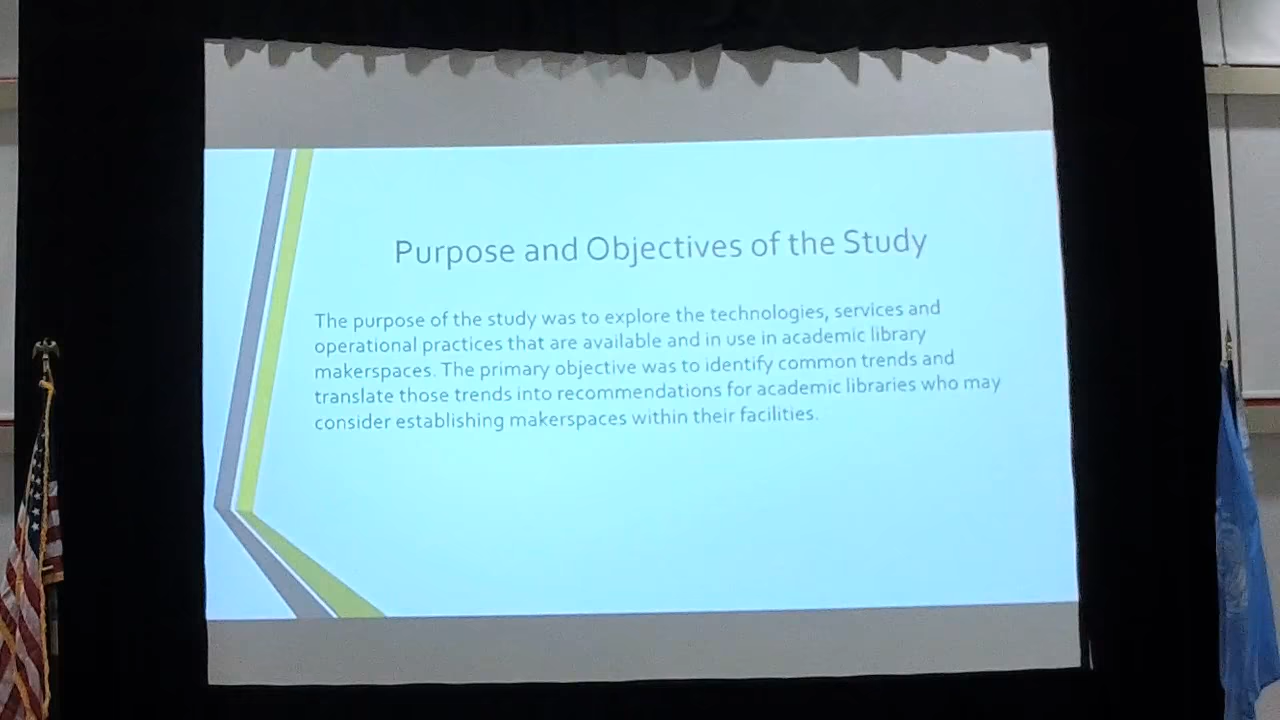 Purpose and Objectives of the Study
The purpose of the study was to explore the technologies, services and
operational practices that are available and in use in academic library
makerspaces. The primary objective was to identify common trends and
translate those trends into recommendations for academic libraries who may
consider establishing makerspaces within their facilities.